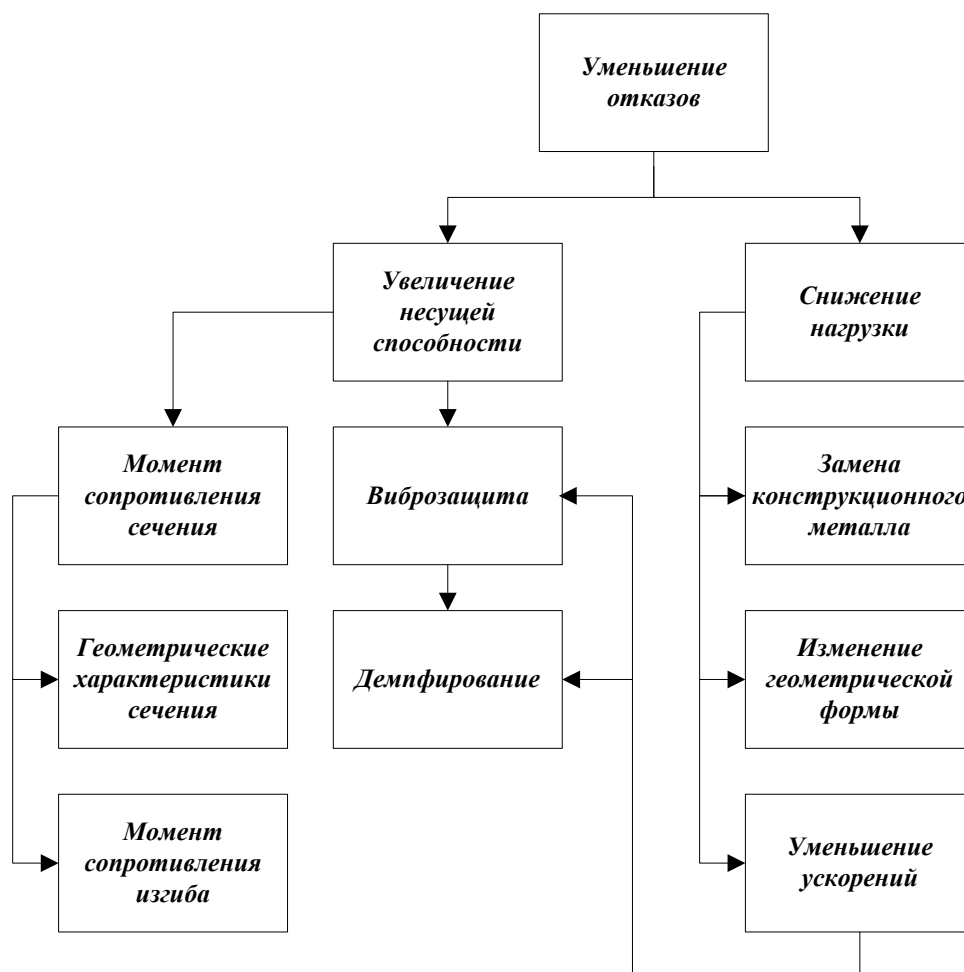 Уменьшение
отказов
Увеличение
несущей
способности
Снижение
нагрузки
Момент
сопротивления
сечения
Виброзащита
Замена
конструкционного
металла
Геометрические
характеристики
сечения
Демпфирование
Изменение
геометрической
формы
Момент
сопротивления
изгиба
Уменьшение
ускорений